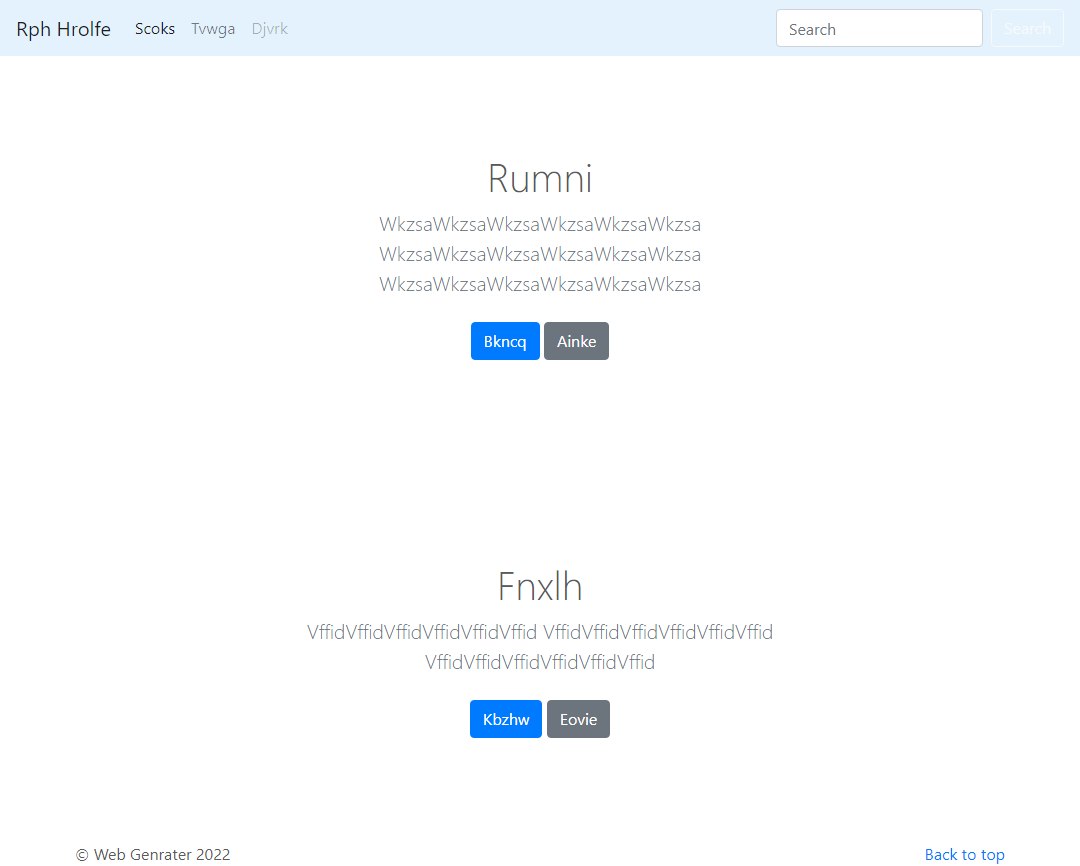 Rph Hrolfe Scoks Tvwga Djvrk Search Search
Rumni
WkzsaWkzsaWkzsaWkzsaWkzsaWkzsa
WkzsaWkzsaWkzsaWkzsaWkzsaWkzsa
WkzsaWkzsaWkzsaWkzsaWkzsaWkzsa
Bkncq Ainke
Fnxlh
VffidVffidVffidVffidVffidVffid VffidVffidVffidVffidVffidVffid
VffidVffidVffidVffidVffidVffid
Kbzhw Eovie
© Web Genrater 2022 Back to top